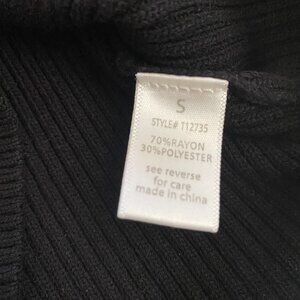 S
STYLE# T12735
70%RAYON
30%POLYESTER
see reverse
for care
made in china